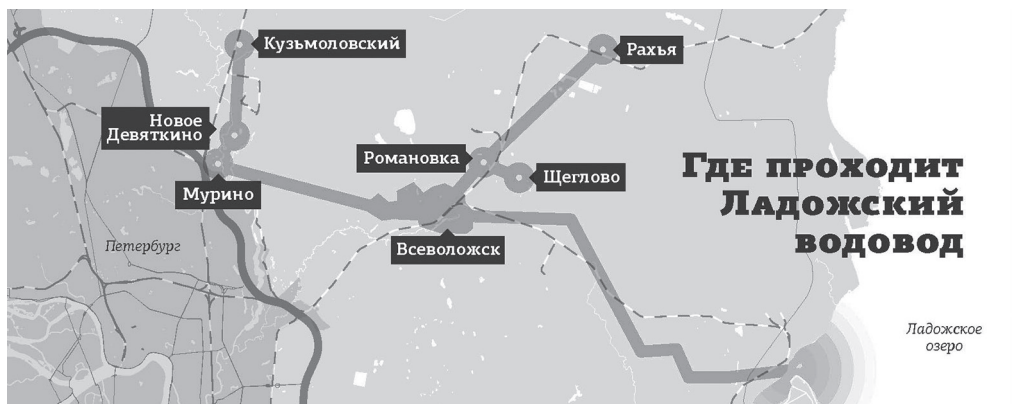 Кузьмоловский
Рахья
Новое
Девяткино
Романовка
Щеглово
Мурино
Всеволожск
Петербург
Где проходит
Ладожский
водовод
Ладожское
озеро